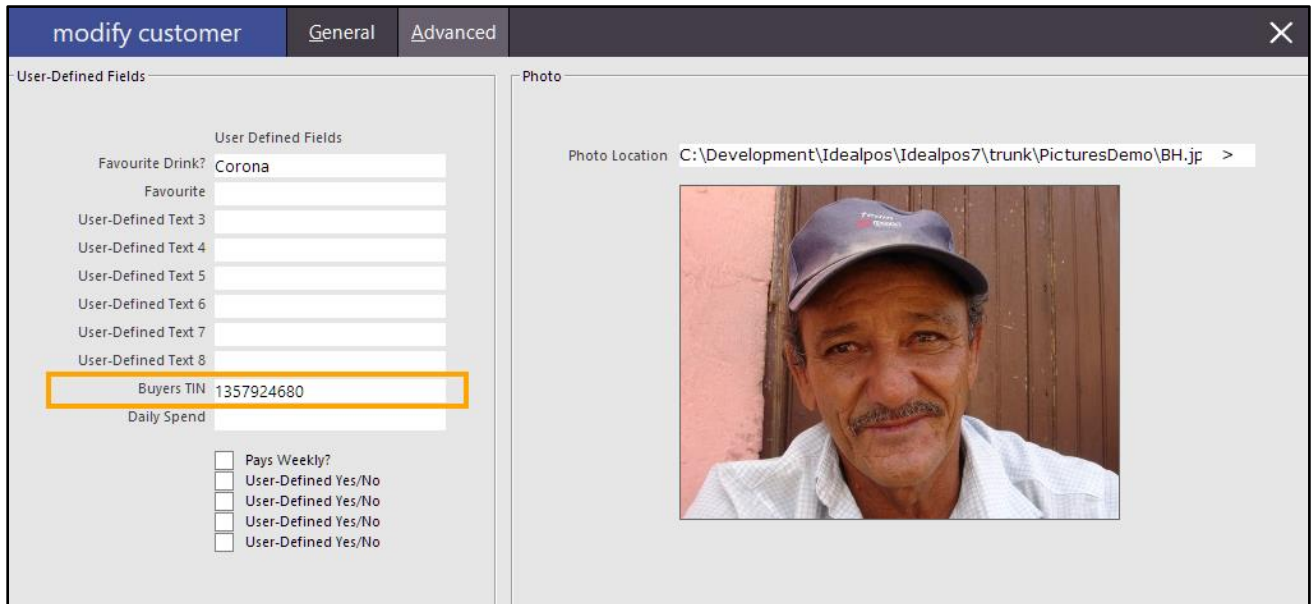 modify customer General Advanced
User-Defined Fields
User Defined Fields
Favourite Drink? Corona
Favourite
User-Defined Text 3
User-Defined Text 4
User-Defined Text 5
User-Defined Text 6
User-Defined Text 7
User-Defined Text 8
Buyers TIN 1357924680
Daily Spend
Pays Weekly?
User-Defined Yes/No
User-Defined Yes/No
User-Defined Yes/No
User-Defined Yes/No
Photo
Photo Location C:\Development\Idealpos\Idealpos7\trunk\PicturesDemo\BH.jp >